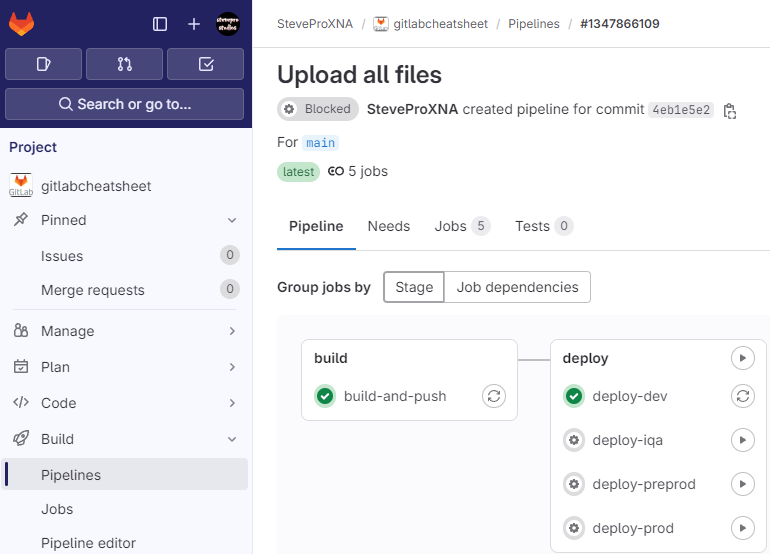 stevepro
studios
Search or go to...
Project
GitLab
gitlabcheatsheet
Pinned
Issues 0
Merge requests 0
Manage
Plan
Code
Build
Pipelines
Jobs
Pipeline editor
SteveProXNA / gitlabcheatsheet / Pipelines / #1347866109
Upload all files
Blocked SteveProXNA created pipeline for commit 4eb1e5e2
For main
latest 5 jobs
Pipeline Needs Jobs 5 Tests 0
Group jobs by Stage Job dependencies
build
build-and-push
deploy
deploy-dev
deploy-iqa
deploy-preprod
deploy-prod